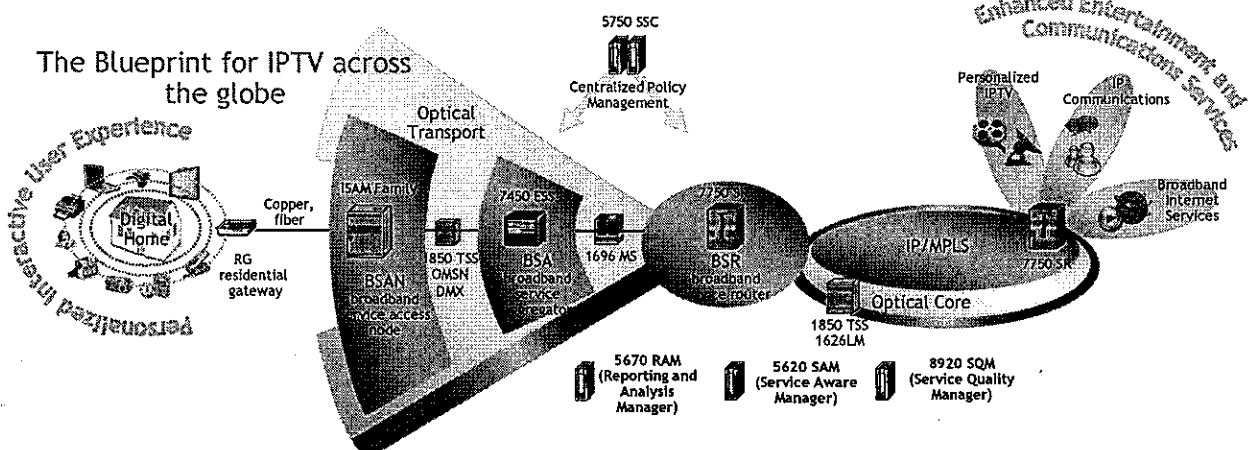 The Blueprint for IPTV across
the globe
Personalized Interactive User Experience
Digital
Home
RG
residential
gateway
Copper,
fiber
ISAM Family
BSAN
broadband
service access
node
Optical
Transport
1850 TSS
OMSN
DMX
7450 ESS
BSA
broadband
service
aggregator
1696 MS
5750 SSC
Centralized Policy
Management
7750 SR
BSR
broadband
service router
IP/MPLS
7750 SR
Optical Core
1850 TSS
1626LM
Enhanced Entertainment and
Communications Services
Personalized
IPTV
IP
Communications
Broadband
Internet
Services
5670 RAM
(Reporting and
Analysis
Manager)
5620 SAM
(Service Aware
Manager)
8920 SQM
(Service Quality
Manager)